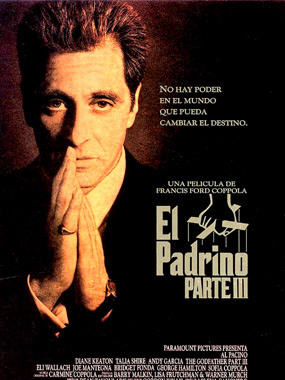 NO HAY PODER
EN EL MUNDO
QUE PUEDA
CAMBIAR EL DESTINO.
UNA PELICULA DE
FRANCIS FORD COPPOLA
El
Padrino
PARTE III
PARAMOUNT PICTURES PRESENTA
AL PACINO
DIANE KEATON TALIA SHIRE ANDY GARCIA THE GODFATHER PART III
ELI WALLACH JOE MANTEGNA BRIDGET FONDA GEORGE HAMILTON SOFIA COPPOLA
CARMINE COPPOLA BARRY MALKIN, LISA FRUCHTMAN & WALTER MURCH